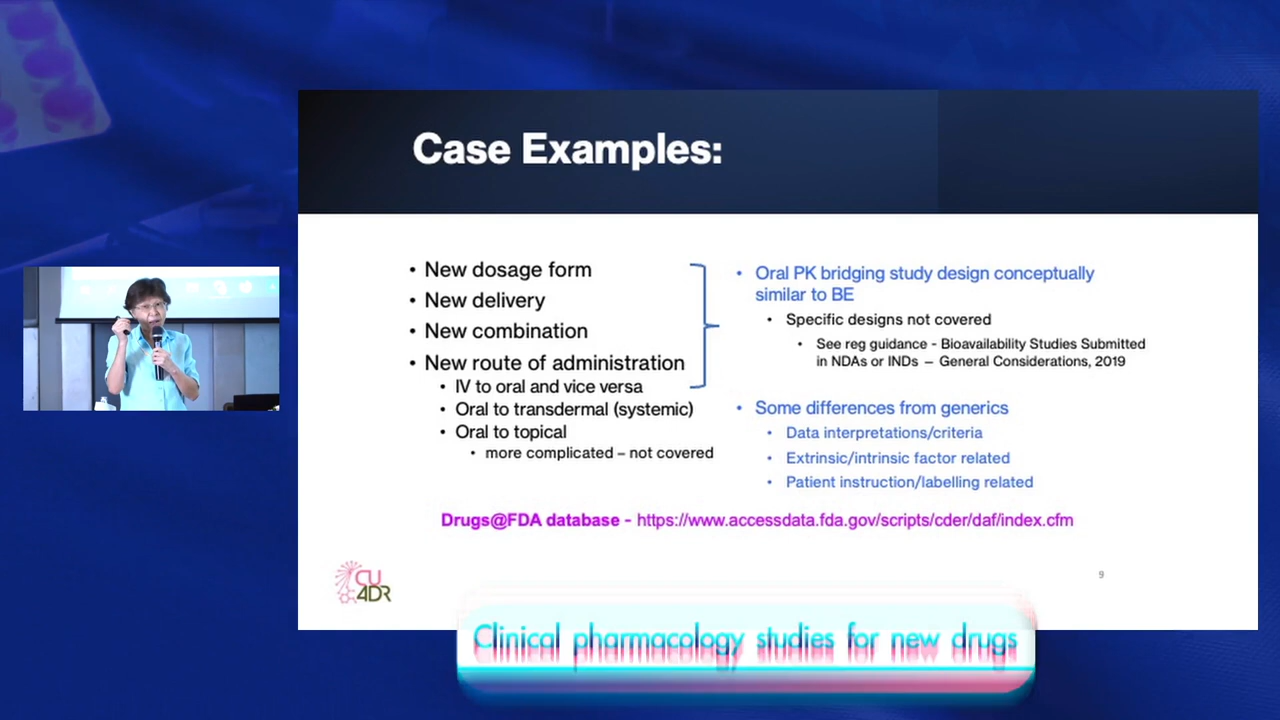 Case Examples:
• New dosage form
• New delivery
• New combination
• New route of administration
• IV to oral and vice versa
• Oral to transdermal (systemic)
• Oral to topical
• more complicated – not covered
• Oral PK bridging study design conceptually
similar to BE
• Specific designs not covered
• See reg guidance - Bioavailability Studies Submitted
in NDAs or INDs – General Considerations, 2019
• Some differences from generics
• Data interpretations/criteria
• Extrinsic/intrinsic factor related
• Patient instruction/labelling related
Drugs@FDA database - https://www.accessdata.fda.gov/scripts/cder/daf/index.cfm
CU
4DR
9
Clinical pharmacology studies for new drugs